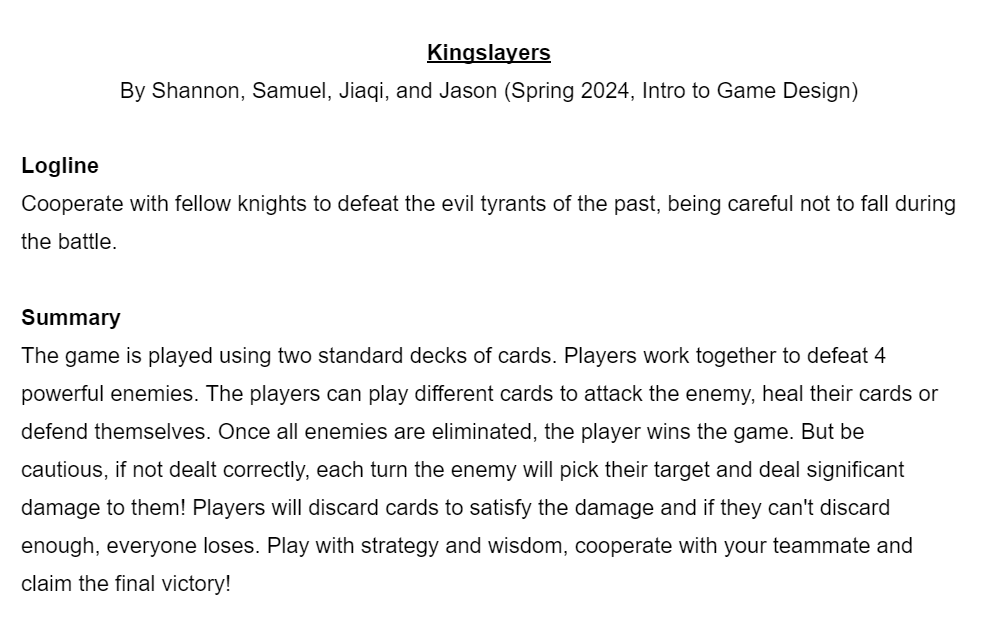 Kingslayers
By Shannon, Samuel, Jiaqi, and Jason (Spring 2024, Intro to Game Design)
Logline
Cooperate with fellow knights to defeat the evil tyrants of the past, being careful not to fall during
the battle.
Summary
The game is played using two standard decks of cards. Players work together to defeat 4
powerful enemies. The players can play different cards to attack the enemy, heal their cards or
defend themselves. Once all enemies are eliminated, the player wins the game. But be
cautious, if not dealt correctly, each turn the enemy will pick their target and deal significant
damage to them! Players will discard cards to satisfy the damage and if they can't discard
enough, everyone loses. Play with strategy and wisdom, cooperate with your teammate and
claim the final victory!